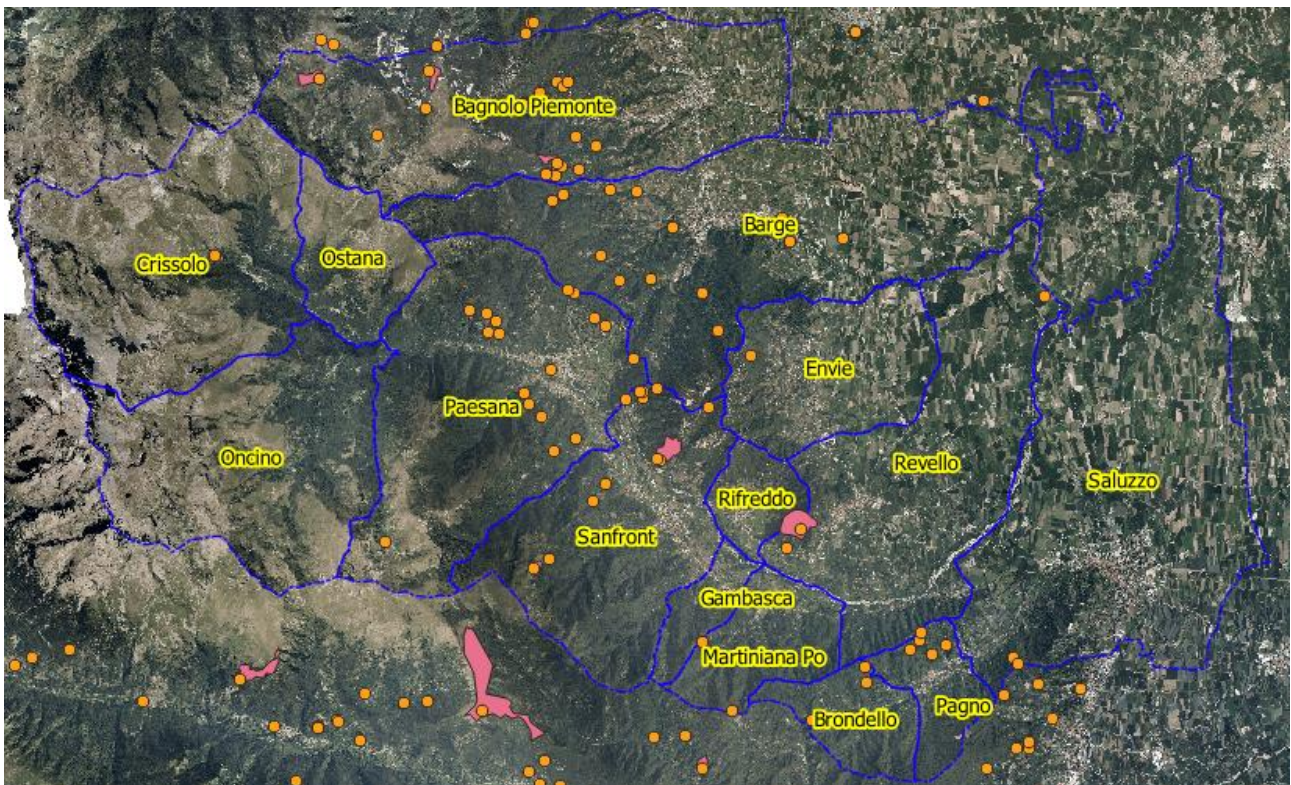 Bagnolo Piemonte
Barge
Crissolo
Ostana
Envie
Paesana
Oncino
Revello
Saluzzo
Rifreddo
Sanfront
Gambasca
Martiniana Po
Brondello
Pagno